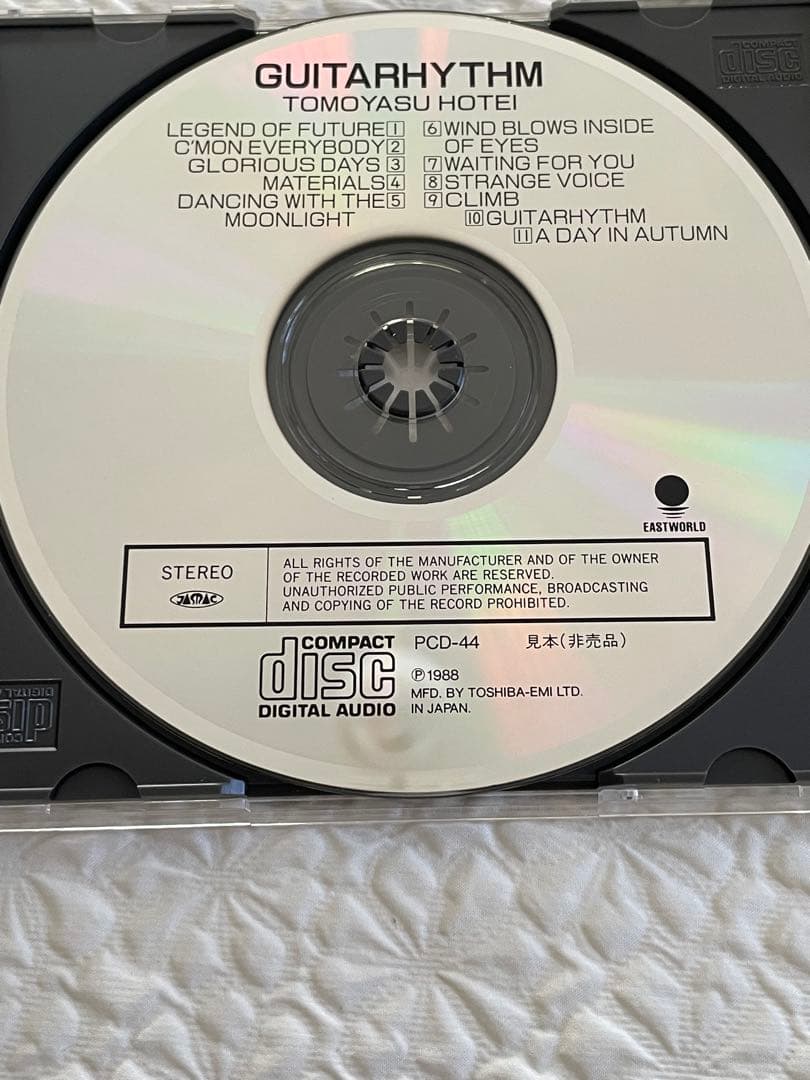 GUITARHYTHM
TOMOYASU HOTEI
LEGEND OF FUTURE 1
C'MON EVERYBODY 2
GLORIOUS DAYS 3
MATERIALS 4
DANCING WITH THE 5
MOONLIGHT
6 WIND BLOWS INSIDE
OF EYES
7 WAITING FOR YOU
8 STRANGE VOICE
9 CLIMB
10 GUITARHYTHM
11 A DAY IN AUTUMN
COMPACT
disc
DIGITAL AUDIO
EASTWORLD
STEREO
JASRAC
ALL RIGHTS OF THE MANUFACTURER AND OF THE OWNER
OF THE RECORDED WORK ARE RESERVED.
UNAUTHORIZED PUBLIC PERFORMANCE, BROADCASTING
AND COPYING OF THE RECORD PROHIBITED.
COMPACT
disc
DIGITAL AUDIO
PCD-44 見本(非売品)
℗1988
MFD. BY TOSHIBA-EMI LTD.
IN JAPAN.